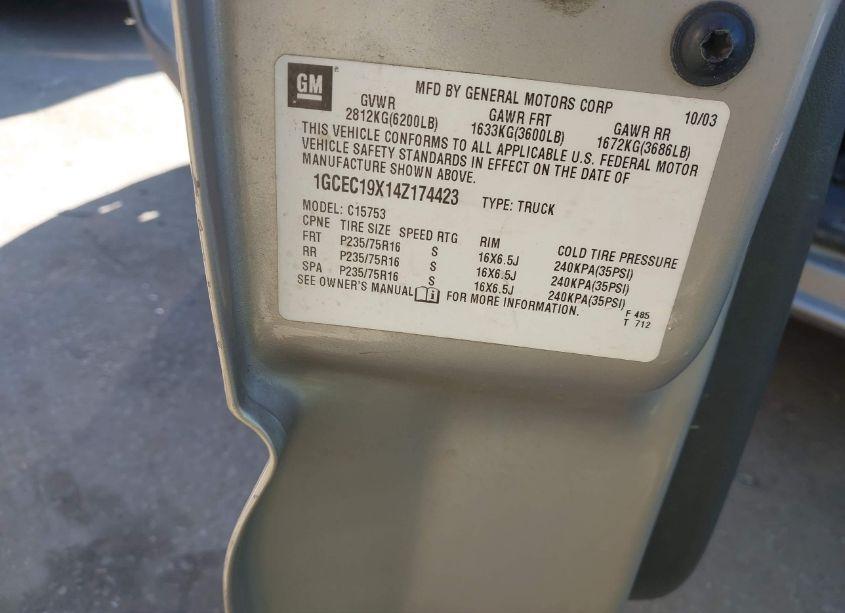 GM ®
MFD BY GENERAL MOTORS CORP 10/03
GVWR GAWR FRT GAWR RR
2812KG(6200LB) 1633KG(3600LB) 1672KG(3686LB)
THIS VEHICLE CONFORMS TO ALL APPLICABLE U.S. FEDERAL MOTOR
VEHICLE SAFETY STANDARDS IN EFFECT ON THE DATE OF
MANUFACTURE SHOWN ABOVE.
1GCEC19X14Z174423 TYPE: TRUCK
MODEL: C15753
CPNE TIRE SIZE SPEED RTG RIM COLD TIRE PRESSURE
FRT P235/75R16 S 16X6.5J 240KPA(35PSI)
RR P235/75R16 S 16X6.5J 240KPA(35PSI)
SPA P235/75R16 S 16X6.5J 240KPA(35PSI)
SEE OWNER'S MANUAL i FOR MORE INFORMATION.
F 485
T 712